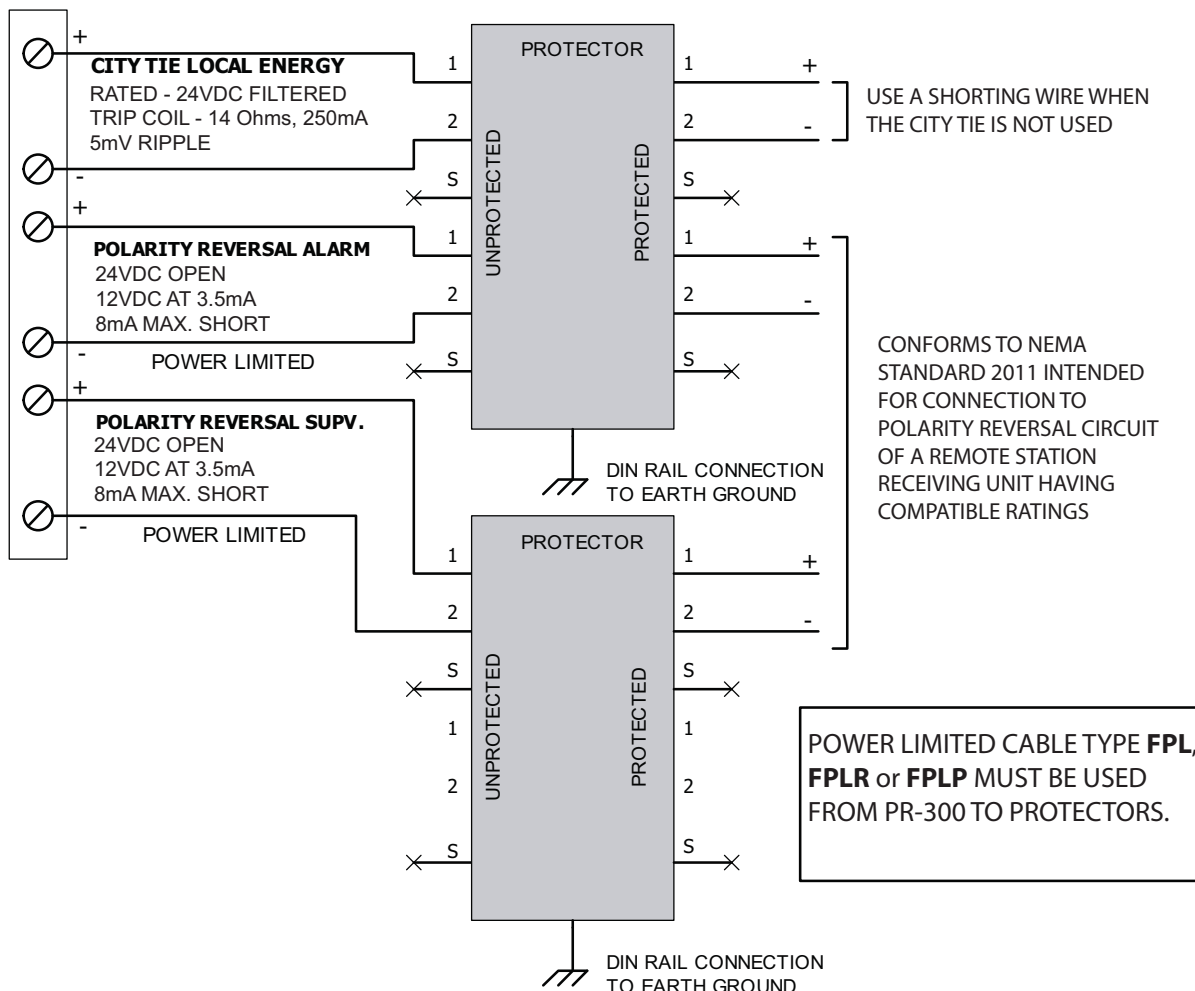 +
CITY TIE LOCAL ENERGY
RATED - 24VDC FILTERED
TRIP COIL - 14 Ohms, 250mA
5mV RIPPLE
-
+
POLARITY REVERSAL ALARM
24VDC OPEN
12VDC AT 3.5mA
8mA MAX. SHORT
-
POWER LIMITED
+
POLARITY REVERSAL SUPV.
24VDC OPEN
12VDC AT 3.5mA
8mA MAX. SHORT
-
POWER LIMITED
PROTECTOR
1
2
S
1
2
S
UNPROTECTED
PROTECTED
1
2
S
1
2
S
+
-
+
-
USE A SHORTING WIRE WHEN
THE CITY TIE IS NOT USED
DIN RAIL CONNECTION
TO EARTH GROUND
CONFORMS TO NEMA
STANDARD 2011 INTENDED
FOR CONNECTION TO
POLARITY REVERSAL CIRCUIT
OF A REMOTE STATION
RECEIVING UNIT HAVING
COMPATIBLE RATINGS
PROTECTOR
1
2
S
1
2
S
UNPROTECTED
PROTECTED
1
2
S
1
2
S
+
-
POWER LIMITED CABLE TYPE FPL,
FPLR or FPLP MUST BE USED
FROM PR-300 TO PROTECTORS.
DIN RAIL CONNECTION
TO EARTH GROUND